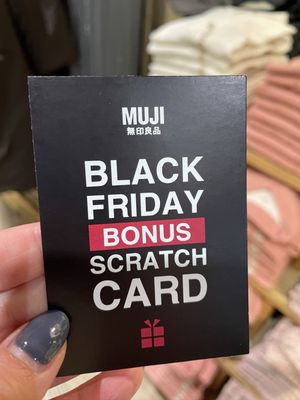 MUJI
無印良品
BLACK
FRIDAY
BONUS
SCRATCH
CARD